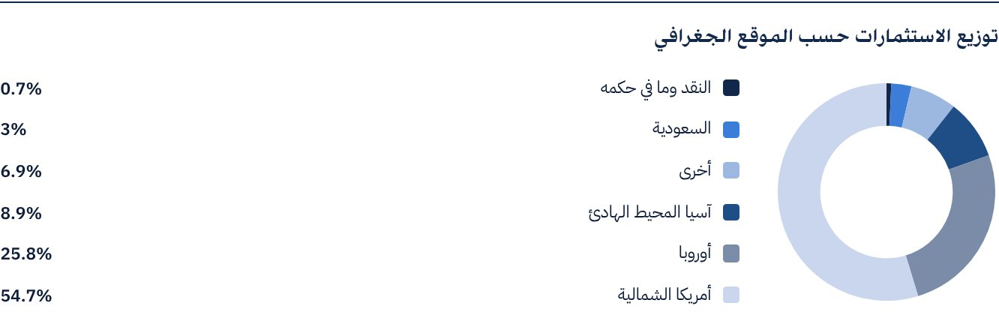 توزيع الاستثمارات حسب الموقع الجغرافي
النقد وما في حكمه 0.7%
السعودية 3%
أخرى 6.9%
آسيا المحيط الهادئ 8.9%
أوروبا 25.8%
أمريكا الشمالية 54.7%